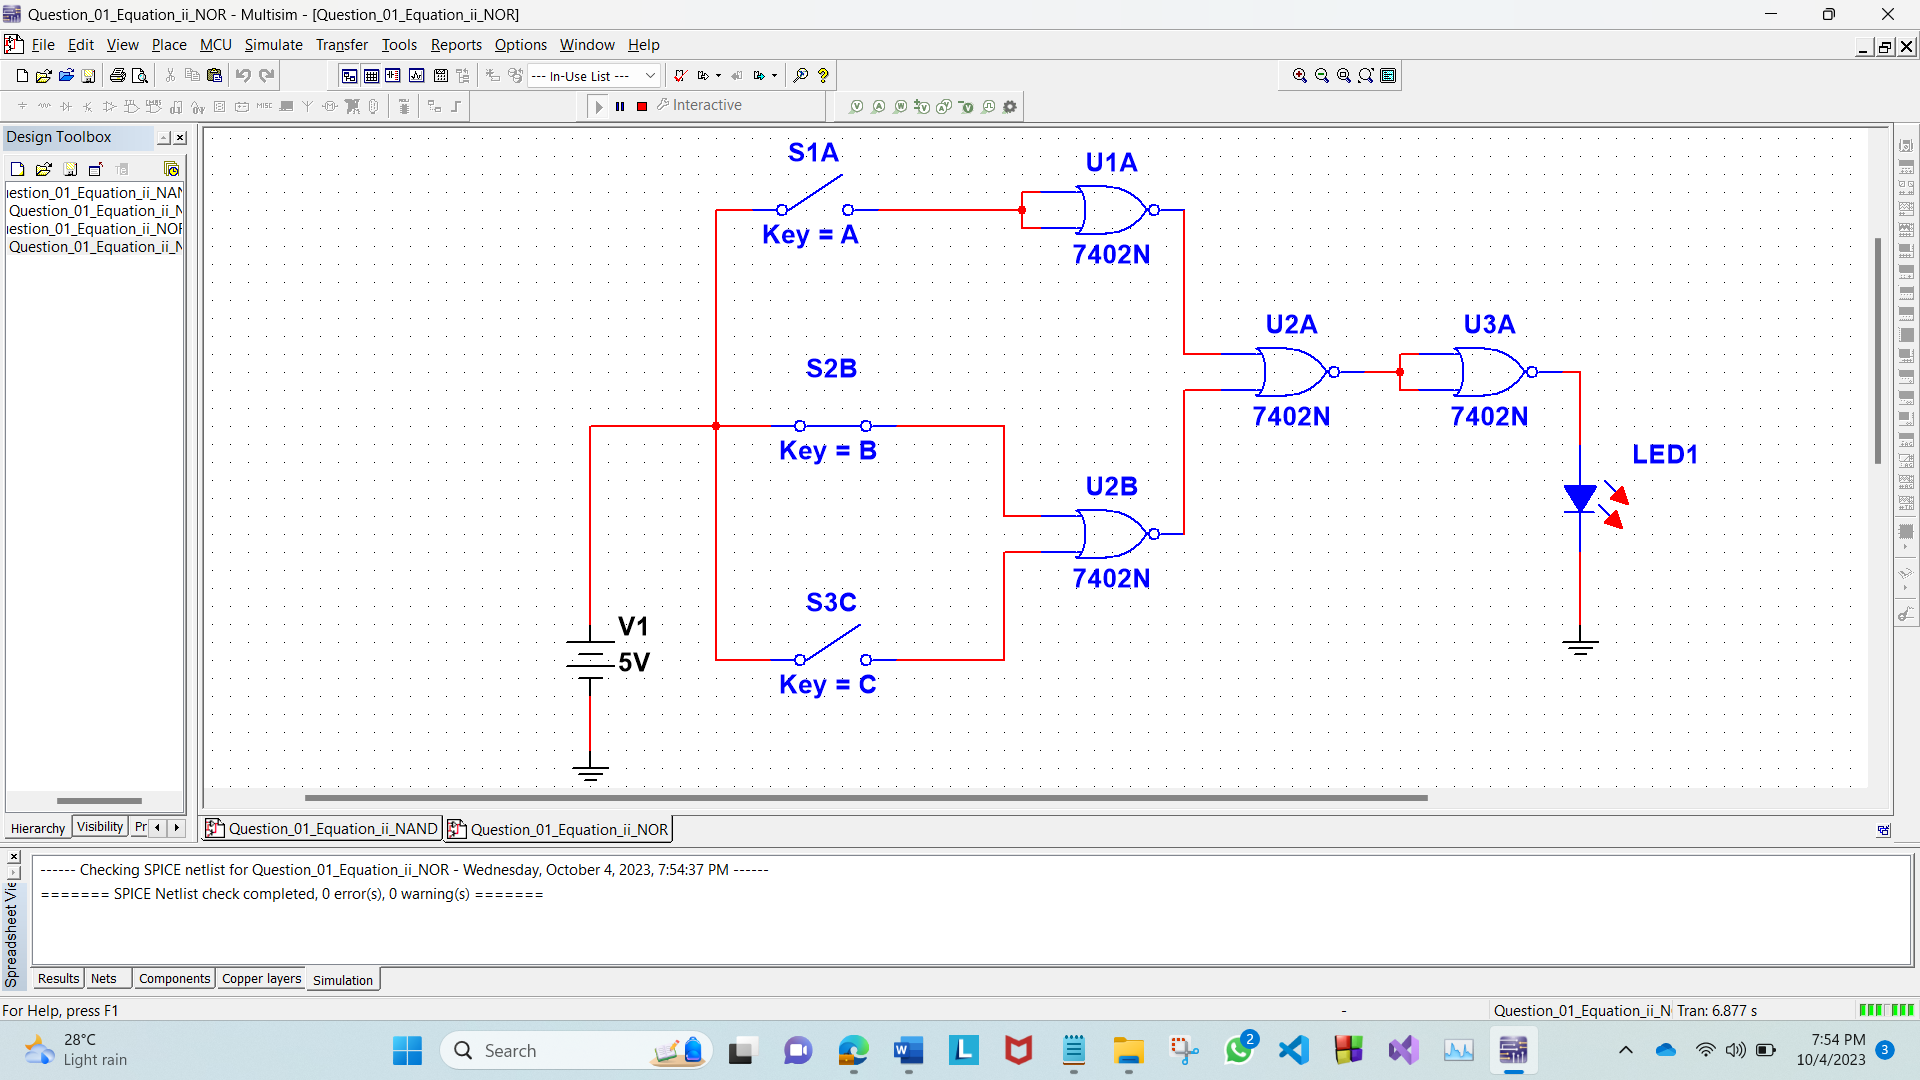 Question_01_Equation_ii_NOR - Multisim - [Question_01_Equation_ii_NOR]
File Edit View Place MCU Simulate Transfer Tools Reports Options Window Help
--- In-Use List ---
Interactive
Design Toolbox
iestion_01_Equation_ii_NAN
Question_01_Equation_ii_N
iestion_01_Equation_ii_NOF
Question_01_Equation_ii_N
Hierarchy Visibility Pr
S1A
Key = A
U1A
7402N
S2B
Key = B
U2A
7402N
U3A
7402N
LED1
U2B
7402N
S3C
Key = C
V1
5V
Question_01_Equation_ii_NAND Question_01_Equation_ii_NOR
Spreadsheet Vie
------ Checking SPICE netlist for Question_01_Equation_ii_NOR - Wednesday, October 4, 2023, 7:54:37 PM ------
======= SPICE Netlist check completed, 0 error(s), 0 warning(s) =======
Results Nets Components Copper layers Simulation
For Help, press F1
-
Question_01_Equation_ii_N Tran: 6.877 s
28°C
Light rain
Search
2
7:54 PM
10/4/2023
3